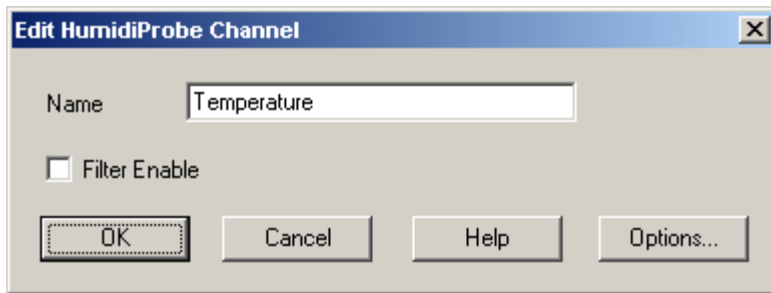 Edit HumidiProbe Channel
Name Temperature
Filter Enable
OK Cancel Help Options...